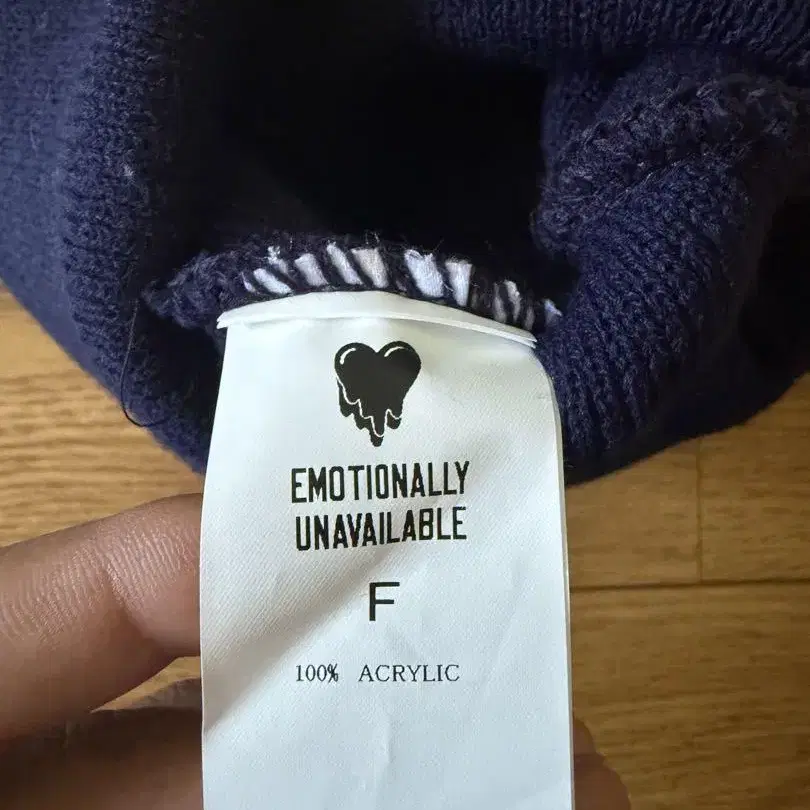 EMOTIONALLY
UNAVAILABLE
F
100% ACRYLIC